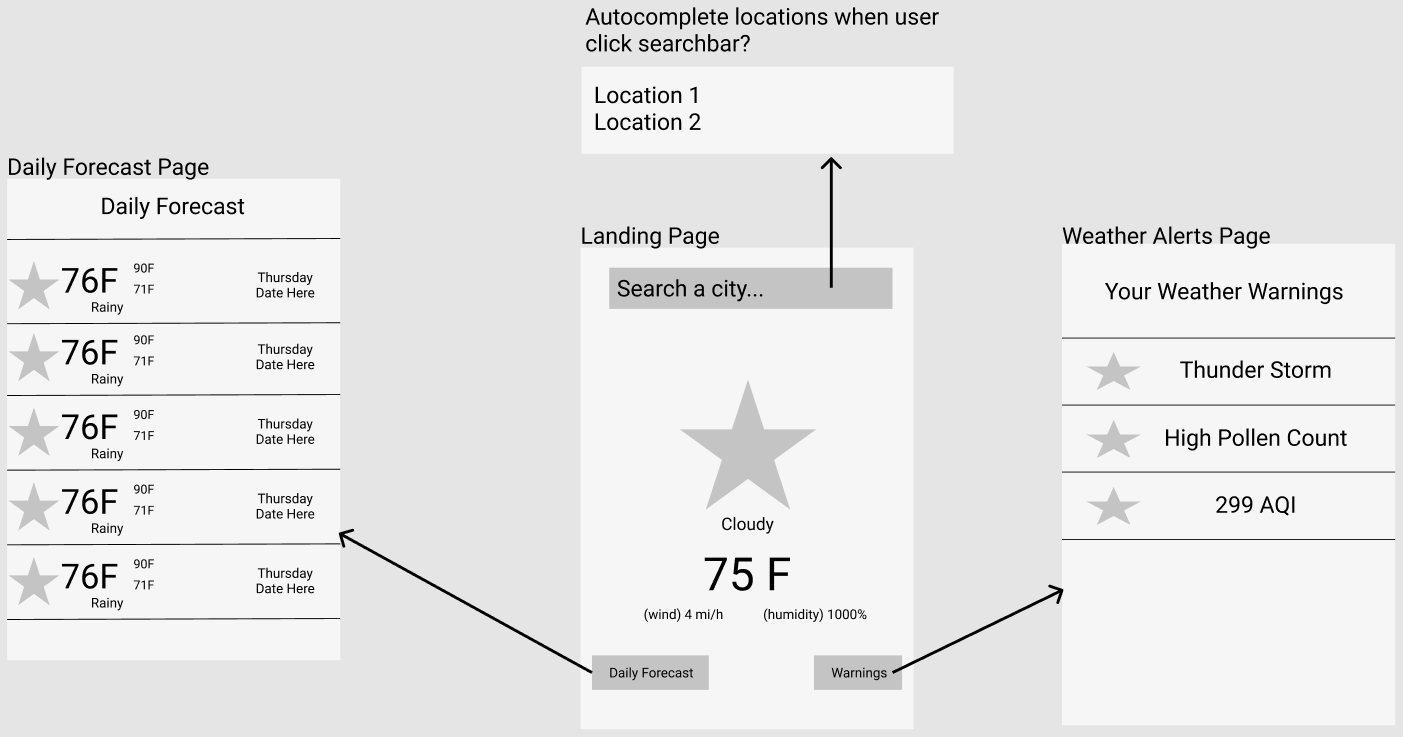 Autocomplete locations when user
click searchbar?
Location 1
Location 2
Daily Forecast Page
Daily Forecast
76F
90F
71F
Rainy
Thursday
Date Here
76F
90F
71F
Rainy
Thursday
Date Here
76F
90F
71F
Rainy
Thursday
Date Here
76F
90F
71F
Rainy
Thursday
Date Here
76F
90F
71F
Rainy
Thursday
Date Here
Landing Page
Search a city...
Cloudy
75 F
(wind) 4 mi/h
(humidity) 1000%
Daily Forecast
Warnings
Weather Alerts Page
Your Weather Warnings
Thunder Storm
High Pollen Count
299 AQI